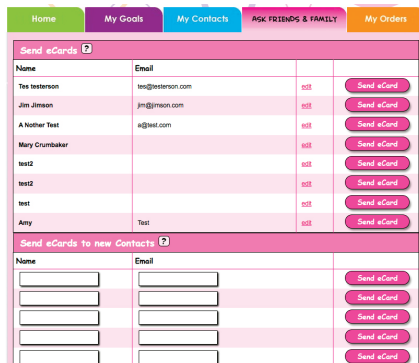 Home My Goals My Contacts ASK FRIENDS & FAMILY My Orders
Send eCards ?
Name Email
Tes testerson tes@testerson.com edit Send eCard
Jim Jimson jim@jimson.com edit Send eCard
A Nother Test a@test.com edit Send eCard
Mary Crumbaker edit Send eCard
test2 edit Send eCard
test2 edit Send eCard
test edit Send eCard
Amy Test edit Send eCard
Send eCards to new Contacts ?
Name Email
Send eCard
Send eCard
Send eCard
Send eCard
Send eCard